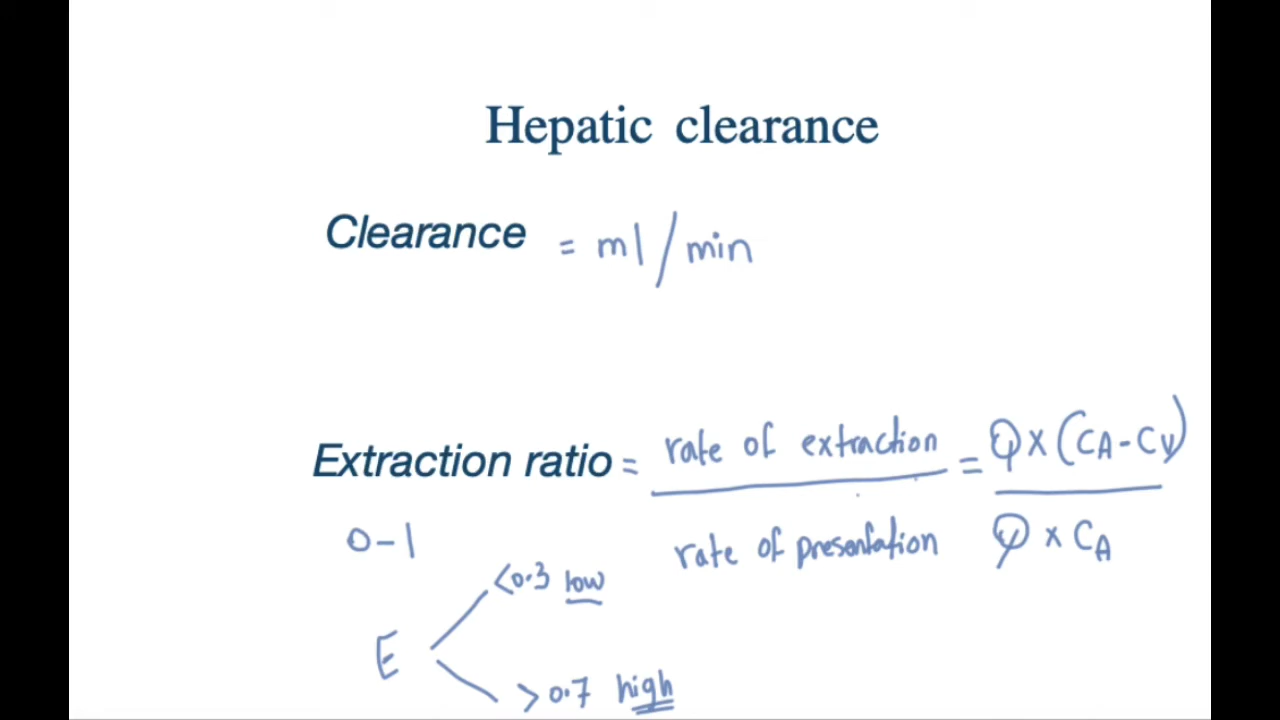 Hepatic clearance
Clearance = ml/min
Extraction ratio = rate of extraction / rate of presentation = Q × (CA - CV) / Q × CA
0-1
E
<0.3 low
>0.7 high